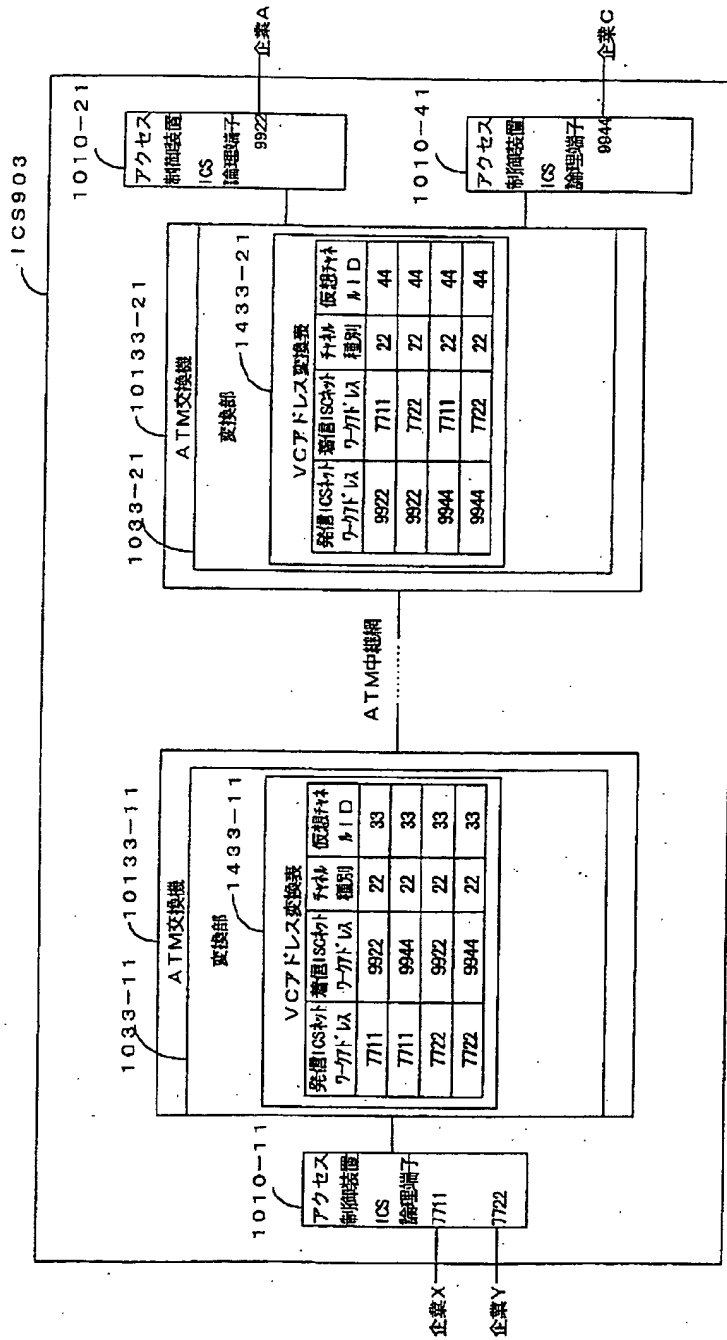 ICS903
1010-11
アクセス
制御装置
ICS
論理端子
7711
7722
企業X
企業Y
1033-11
10133-11
ATM交換機
変換部
1433-11
VCアドレス変換表
発信ICSネットワークアドレス 着信ISCネットワークアドレス チャネル種別 仮想チャネルID
7711 9922 22 33
7711 9944 22 33
7722 9922 22 33
7722 9944 22 33
ATM中継網
1033-21
10133-21
ATM交換機
変換部
1433-21
VCアドレス変換表
発信ICSネットワークアドレス 着信ISCネットワークアドレス チャネル種別 仮想チャネルID
9922 7711 22 44
9922 7722 22 44
9944 7711 22 44
9944 7722 22 44
1010-21
アクセス
制御装置
ICS
論理端子
9922
企業A
1010-41
アクセス
制御装置
ICS
論理端子
9944
企業C